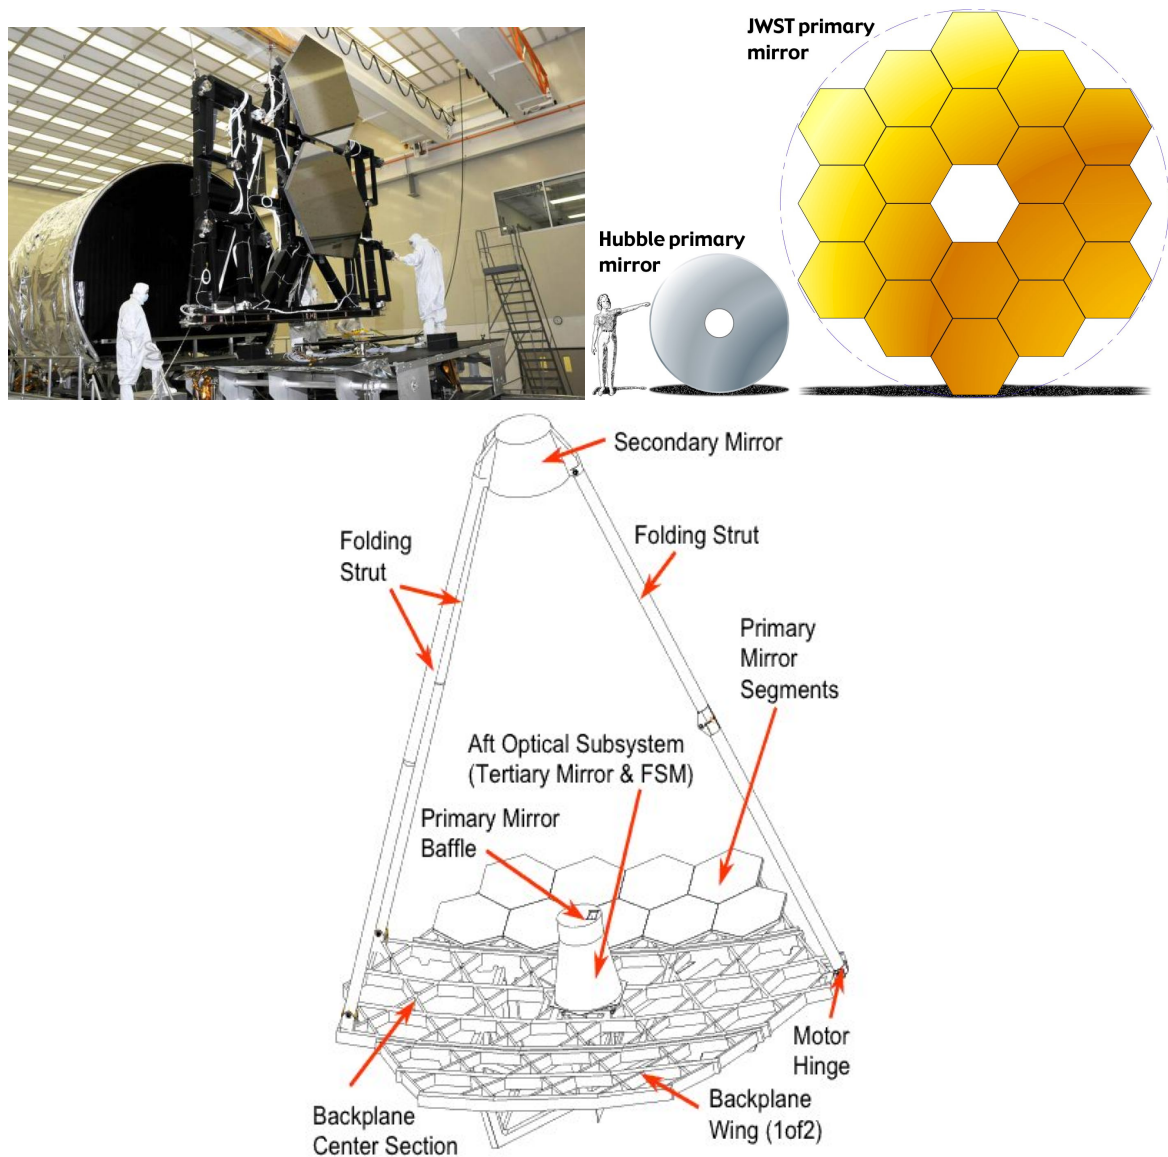 JWST primary
mirror
Hubble primary
mirror
Secondary Mirror
Folding
Strut
Folding Strut
Primary
Mirror
Segments
Aft Optical Subsystem
(Tertiary Mirror & FSM)
Primary Mirror
Baffle
Motor
Hinge
Backplane
Wing (1of2)
Backplane
Center Section